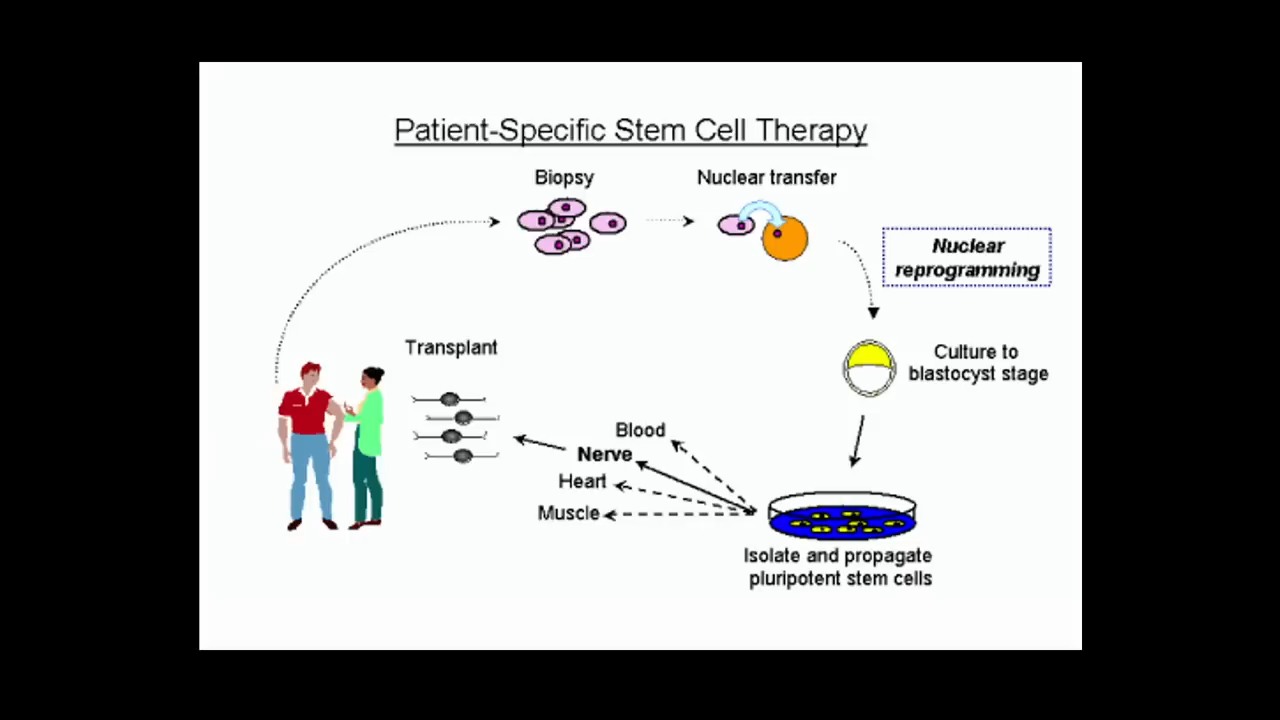 Patient-Specific Stem Cell Therapy
Biopsy
Nuclear transfer
Nuclear
reprogramming
Culture to
blastocyst stage
Transplant
Blood
Nerve
Heart
Muscle
Isolate and propagate
pluripotent stem cells